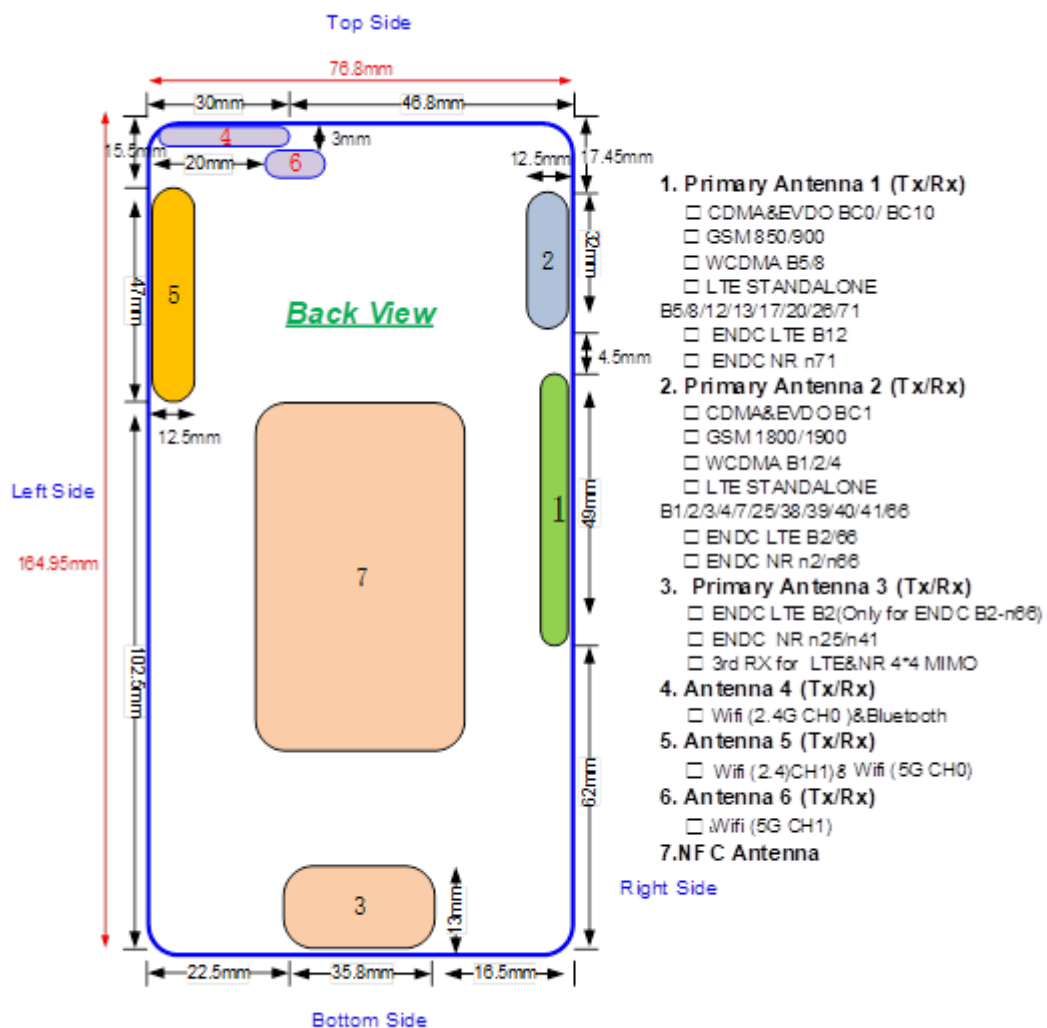 Top Side
76.8mm
30mm
46.8mm
4
3mm
15.5mm
20mm
6
12.5mm
17.45mm
2
32mm
5
47mm
Back View
4.5mm
12.5mm
1
49mm
Left Side
164.95mm
7
102.5mm
62mm
3
13mm
22.5mm
35.8mm
16.5mm
Right Side
Bottom Side
1. Primary Antenna 1 (Tx/Rx)
□ CDMA&EVDO BC0/ BC10
□ GSM 850/900
□ WCDMA B5/8
□ LTE STANDALONE
B5/8/12/13/17/20/26/71
□ ENDC LTE B12
□ ENDC NR n71
2. Primary Antenna 2 (Tx/Rx)
□ CDMA&EVDO BC1
□ GSM 1800/1900
□ WCDMA B1/2/4
□ LTE STANDALONE
B1/2/3/4/7/25/38/39/40/41/66
□ ENDC LTE B2/66
□ ENDC NR n2/n66
3. Primary Antenna 3 (Tx/Rx)
□ ENDC LTE B2(Only for ENDC B2-n66)
□ ENDC NR n25/n41
□ 3rd RX for LTE&NR 4*4 MIMO
4. Antenna 4 (Tx/Rx)
□ Wifi (2.4G CH0 )&Bluetooth
5. Antenna 5 (Tx/Rx)
□ Wifi (2.4)CH1)& Wifi (5G CH0)
6. Antenna 6 (Tx/Rx)
□ Wifi (5G CH1)
7.NFC Antenna